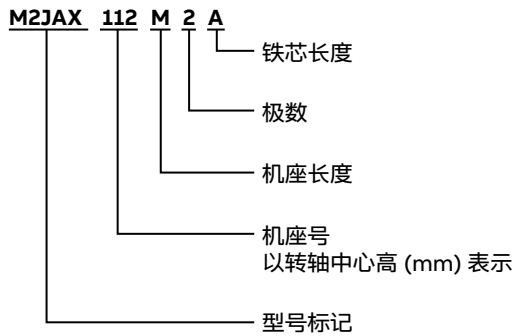 M2JAX 112 M 2 A
铁芯长度
极数
机座长度
机座号
以转轴中心高 (mm) 表示
型号标记